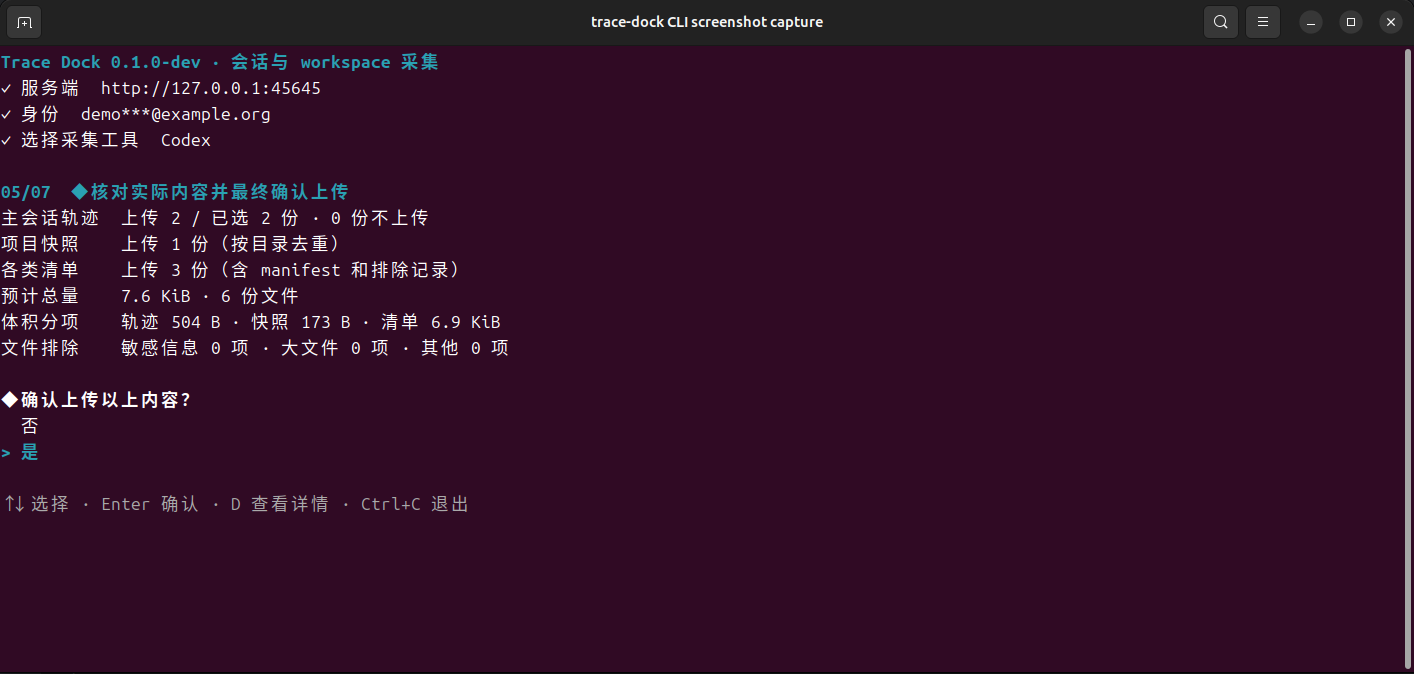 trace-dock CLI screenshot capture
Trace Dock 0.1.0-dev · 会话与 workspace 采集
✓ 服务端  http://127.0.0.1:45645
✓ 身份  demo***@example.org
✓ 选择采集工具  Codex
05/07  ◆核对实际内容并最终确认上传
主会话轨迹  上传 2 / 已选 2 份 · 0 份不上传
项目快照    上传 1 份（按目录去重）
各类清单    上传 3 份（含 manifest 和排除记录）
预计总量    7.6 KiB · 6 份文件
体积分项    轨迹 504 B · 快照 173 B · 清单 6.9 KiB
文件排除    敏感信息 0 项 · 大文件 0 项 · 其他 0 项
◆确认上传以上内容?
否
> 是
↑↓选择 · Enter 确认 · D 查看详情 · Ctrl+C 退出